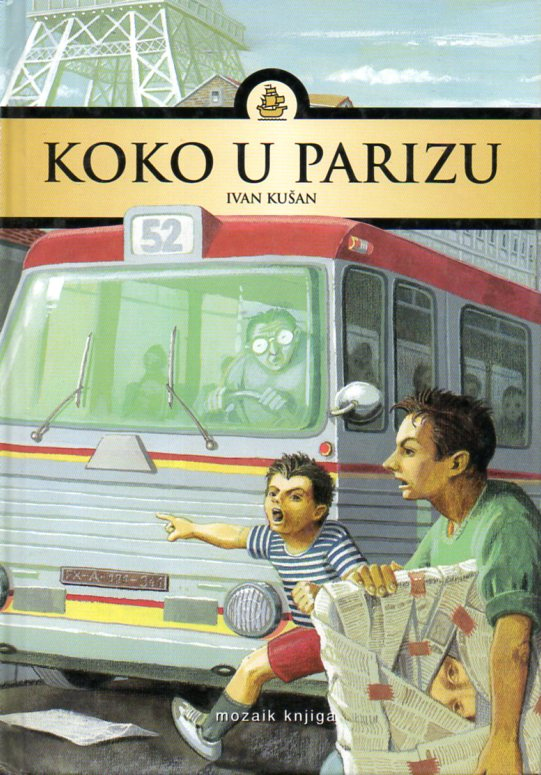 KOKO U PARIZU
IVAN KUŠAN
52
mozaik knjiga